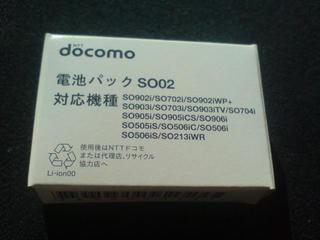 NTT
docomo
電池パック SO02
対応機種 SO902i/SO702i/SO902iWP+
SO903i/SO703i/SO903iTV/SO704i
SO905i/SO905iCS/SO906i
SO505iS/SO506iC/SO506i
SO506iS/SO213iWR
使用後はNTTドコモ
または代理店、リサイクル
協力店へ
Li-ion00